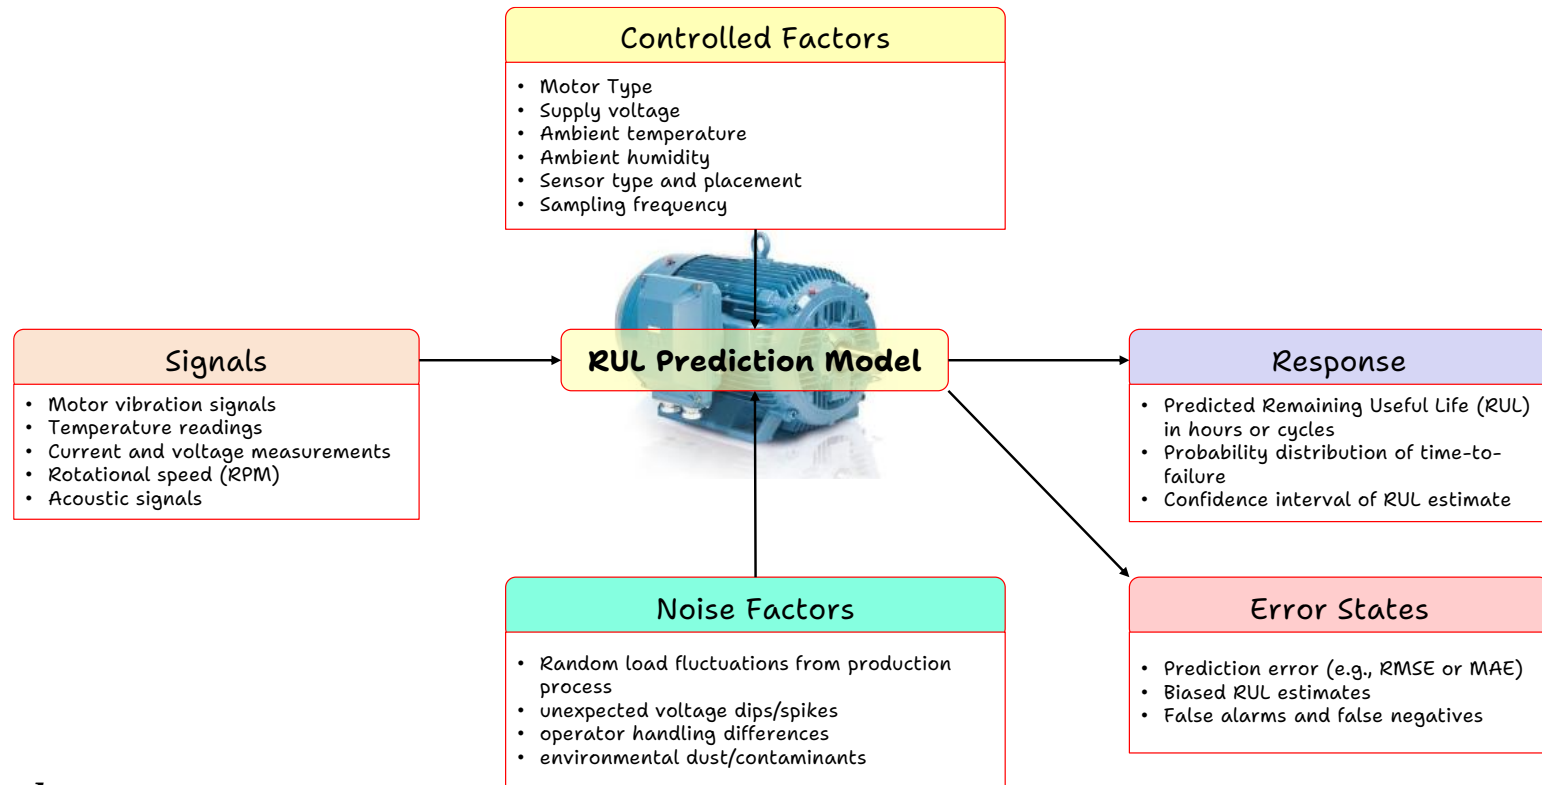 Controlled Factors
• Motor Type
• Supply voltage
• Ambient temperature
• Ambient humidity
• Sensor type and placement
• Sampling frequency
Signals
• Motor vibration signals
• Temperature readings
• Current and voltage measurements
• Rotational speed (RPM)
• Acoustic signals
RUL Prediction Model
Response
• Predicted Remaining Useful Life (RUL)
in hours or cycles
• Probability distribution of time-to-
failure
• Confidence interval of RUL estimate
Noise Factors
• Random load fluctuations from production
process
• unexpected voltage dips/spikes
• operator handling differences
• environmental dust/contaminants
Error States
• Prediction error (e.g., RMSE or MAE)
• Biased RUL estimates
• False alarms and false negatives